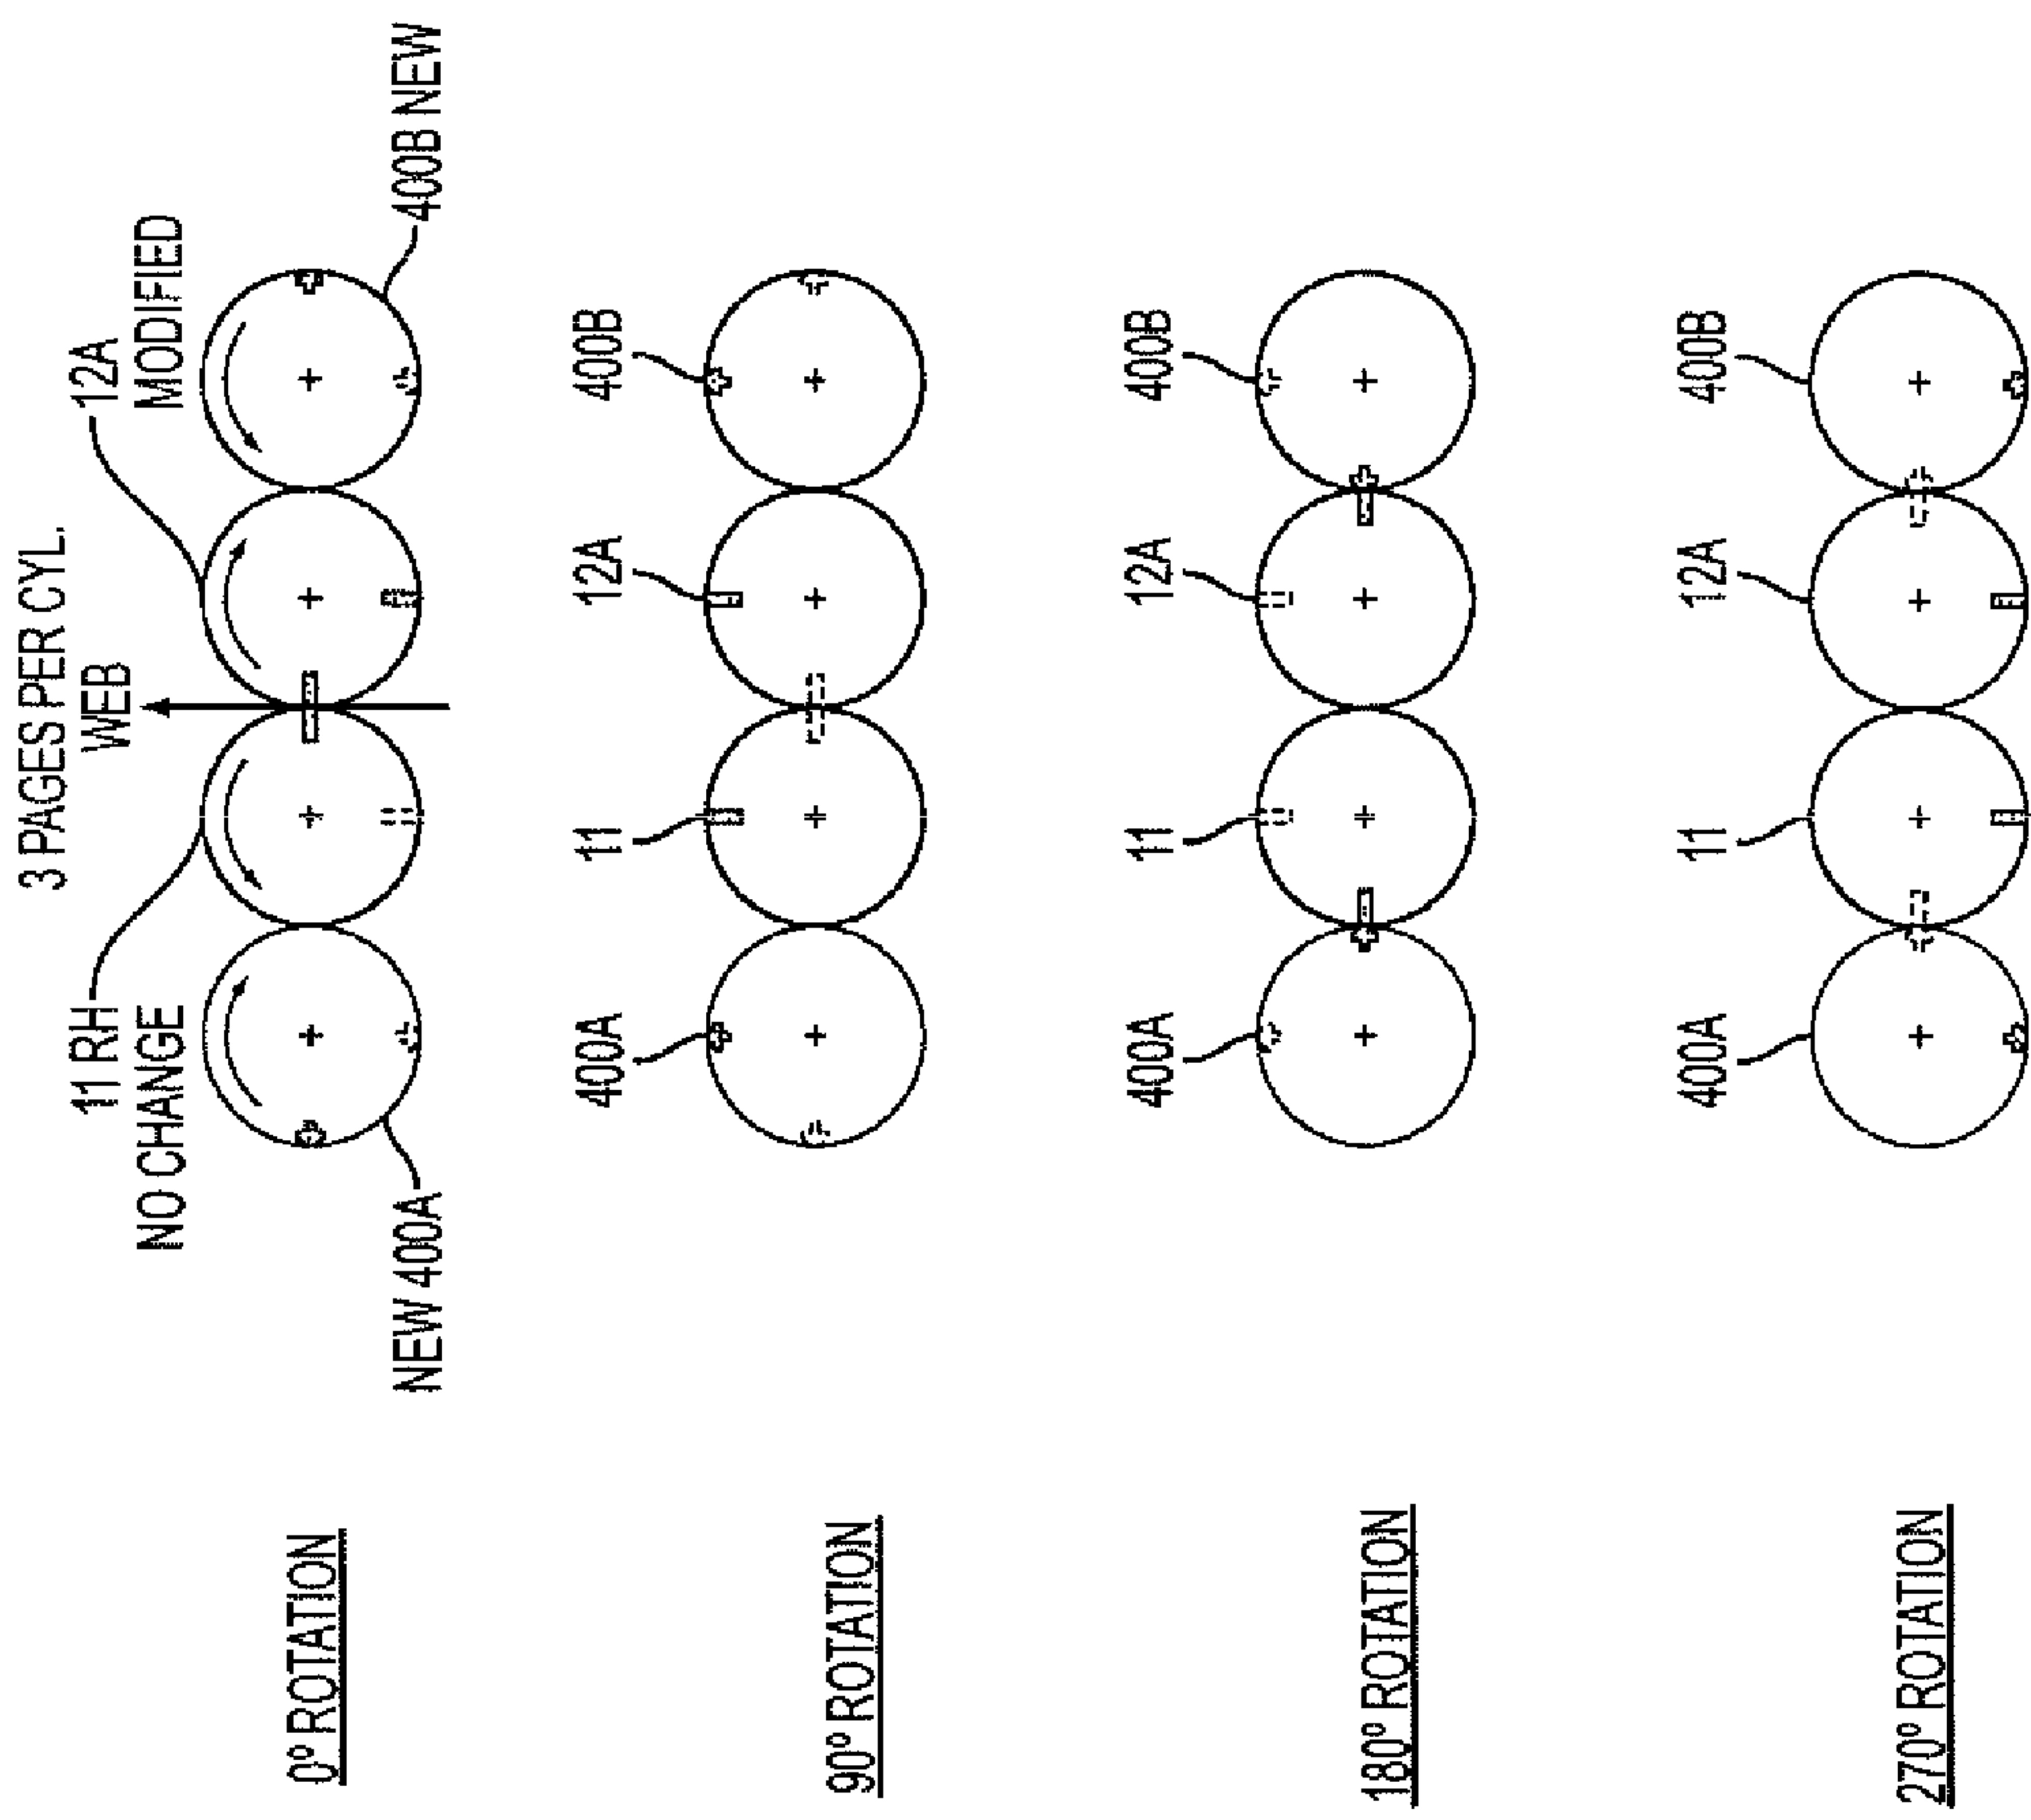 3 PAGES PER CYL.
WEB
11 RH
NO CHANGE
12A
MODIFIED
NEW 400A
400B NEW
0° ROTATION
400A
11
12A
400B
90° ROTATION
400A
11
12A
400B
180° ROTATION
400A
11
12A
400B
270° ROTATION